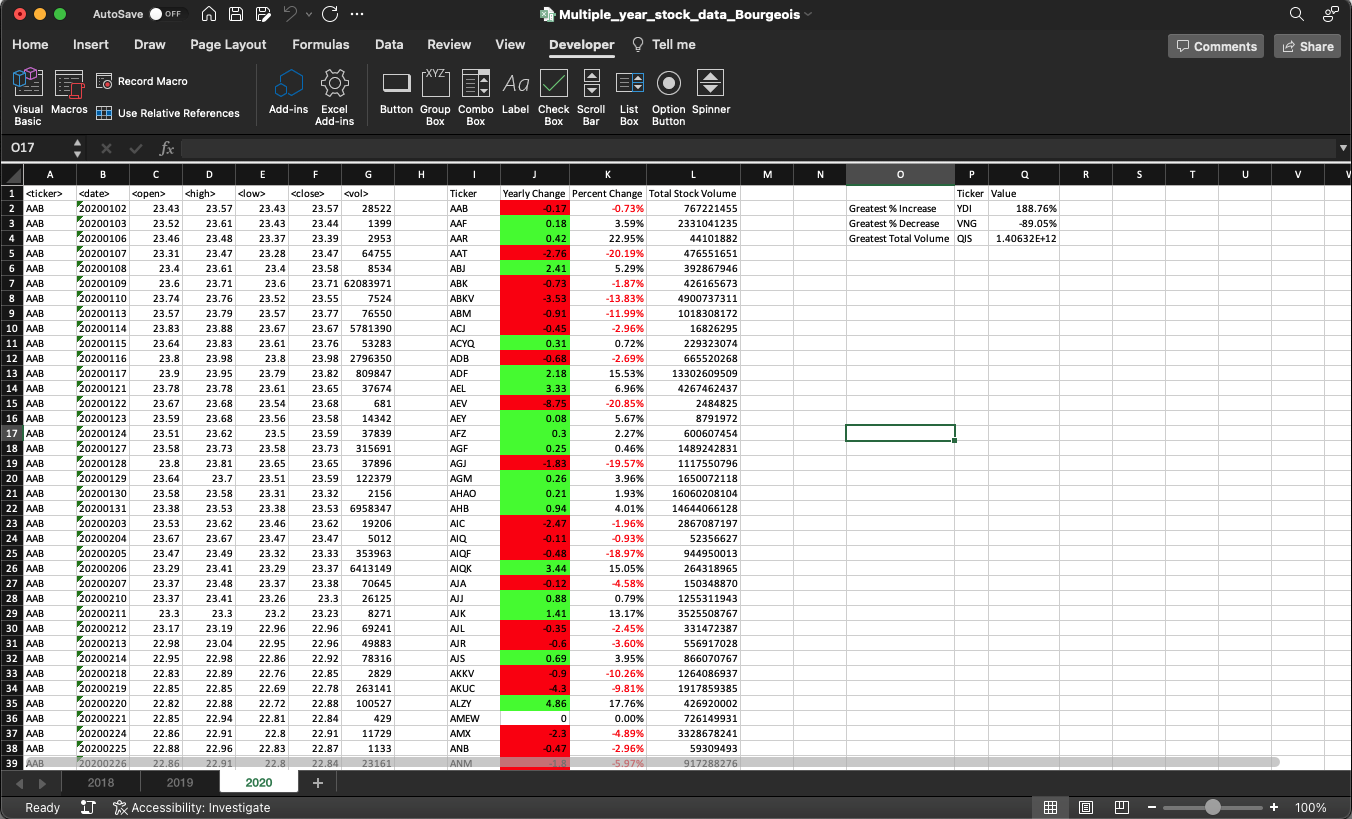 AutoSave OFF Multiple_year_stock_data_Bourgeois
Home Insert Draw Page Layout Formulas Data Review View Developer Tell me Comments Share
Visual Basic Macros Record Macro Use Relative References Add-ins Excel Add-ins Button Group Box Combo Box Label Check Box Scroll Bar List Box Option Button Spinner
XYZ Aa
O17 fx
A B C D E F G H I J K L M N O P Q R S T U V
1 <ticker> <date> <open> <high> <low> <close> <vol> Ticker Yearly Change Percent Change Total Stock Volume Ticker Value
2 AAB 20200102 23.43 23.57 23.43 23.57 28522 AAB -0.17 -0.73% 767221455 Greatest % Increase YDI 188.76%
3 AAB 20200103 23.52 23.61 23.43 23.44 1399 AAF 0.18 3.59% 2331041235 Greatest % Decrease VNG -89.05%
4 AAB 20200106 23.46 23.48 23.37 23.39 2953 AAR 0.42 22.95% 44101882 Greatest Total Volume QIS 1.40632E+12
5 AAB 20200107 23.31 23.47 23.28 23.47 64755 AAT -2.76 -20.19% 476551651
6 AAB 20200108 23.4 23.61 23.4 23.58 8534 ABJ 2.41 5.29% 392867946
7 AAB 20200109 23.6 23.71 23.6 23.71 62083971 ABK -0.73 -1.87% 426165673
8 AAB 20200110 23.74 23.76 23.52 23.55 7524 ABKV -3.53 -13.83% 4900737311
9 AAB 20200113 23.57 23.79 23.57 23.77 76550 ABM -0.91 -11.99% 1018308172
10 AAB 20200114 23.83 23.88 23.67 23.67 5781390 ACJ -0.45 -2.96% 16826295
11 AAB 20200115 23.64 23.83 23.61 23.76 53283 ACYQ 0.31 0.72% 229323074
12 AAB 20200116 23.8 23.98 23.8 23.98 2796350 ADB -0.68 -2.69% 665520268
13 AAB 20200117 23.9 23.95 23.79 23.82 809847 ADF 2.18 15.53% 13302609509
14 AAB 20200121 23.78 23.78 23.61 23.65 37674 AEL 3.33 6.96% 4267462437
15 AAB 20200122 23.67 23.68 23.54 23.68 681 AEV -8.75 -20.85% 2484825
16 AAB 20200123 23.59 23.68 23.56 23.58 14342 AEY 0.08 5.67% 8791972
17 AAB 20200124 23.51 23.62 23.5 23.59 37839 AFZ 0.3 2.27% 600607454
18 AAB 20200127 23.58 23.73 23.58 23.73 315691 AGF 0.25 0.46% 1489242831
19 AAB 20200128 23.8 23.81 23.65 23.65 37896 AGJ -1.83 -19.57% 1117550796
20 AAB 20200129 23.64 23.7 23.51 23.59 122379 AGM 0.26 3.96% 1650072118
21 AAB 20200130 23.58 23.58 23.31 23.32 2156 AHAO 0.21 1.93% 16060208104
22 AAB 20200131 23.38 23.53 23.38 23.53 6958347 AHB 0.94 4.01% 14644066128
23 AAB 20200203 23.53 23.62 23.46 23.62 19206 AIC -2.47 -1.96% 2867087197
24 AAB 20200204 23.67 23.67 23.47 23.47 5012 AIQ -0.11 -0.93% 52356627
25 AAB 20200205 23.47 23.49 23.32 23.33 353963 AIQF -0.48 -18.97% 944950013
26 AAB 20200206 23.29 23.41 23.29 23.37 6413149 AIQK 3.44 15.05% 264318965
27 AAB 20200207 23.37 23.48 23.37 23.38 70645 AJA -0.12 -4.58% 150348870
28 AAB 20200210 23.37 23.41 23.26 23.3 26125 AJJ 0.88 0.79% 1255311943
29 AAB 20200211 23.3 23.3 23.2 23.23 8271 AJK 1.41 13.17% 3525508767
30 AAB 20200212 23.17 23.19 22.96 22.96 69241 AJL -0.35 -2.45% 331472387
31 AAB 20200213 22.98 23.04 22.95 22.96 49883 AJR -0.6 -3.60% 556917028
32 AAB 20200214 22.95 22.98 22.86 22.92 78316 AJS 0.69 3.95% 866070767
33 AAB 20200218 22.83 22.89 22.76 22.85 2829 AKKV -0.9 -10.26% 1264086937
34 AAB 20200219 22.85 22.85 22.69 22.78 263141 AKUC -4.3 -9.81% 1917859385
35 AAB 20200220 22.82 22.88 22.72 22.88 100527 ALZY 4.86 17.76% 426920002
36 AAB 20200221 22.85 22.94 22.81 22.84 429 AMEW 0 0.00% 726149931
37 AAB 20200224 22.86 22.91 22.8 22.91 11729 AMX -2.3 -4.89% 3328678241
38 AAB 20200225 22.88 22.96 22.83 22.87 1133 ANB -0.47 -2.96% 59309493
39 AAB 20200226 22.86 22.91 22.8 22.84 23161 ANM -1.8 -5.97% 917288276
2018 2019 2020 +
Ready Accessibility: Investigate 100%